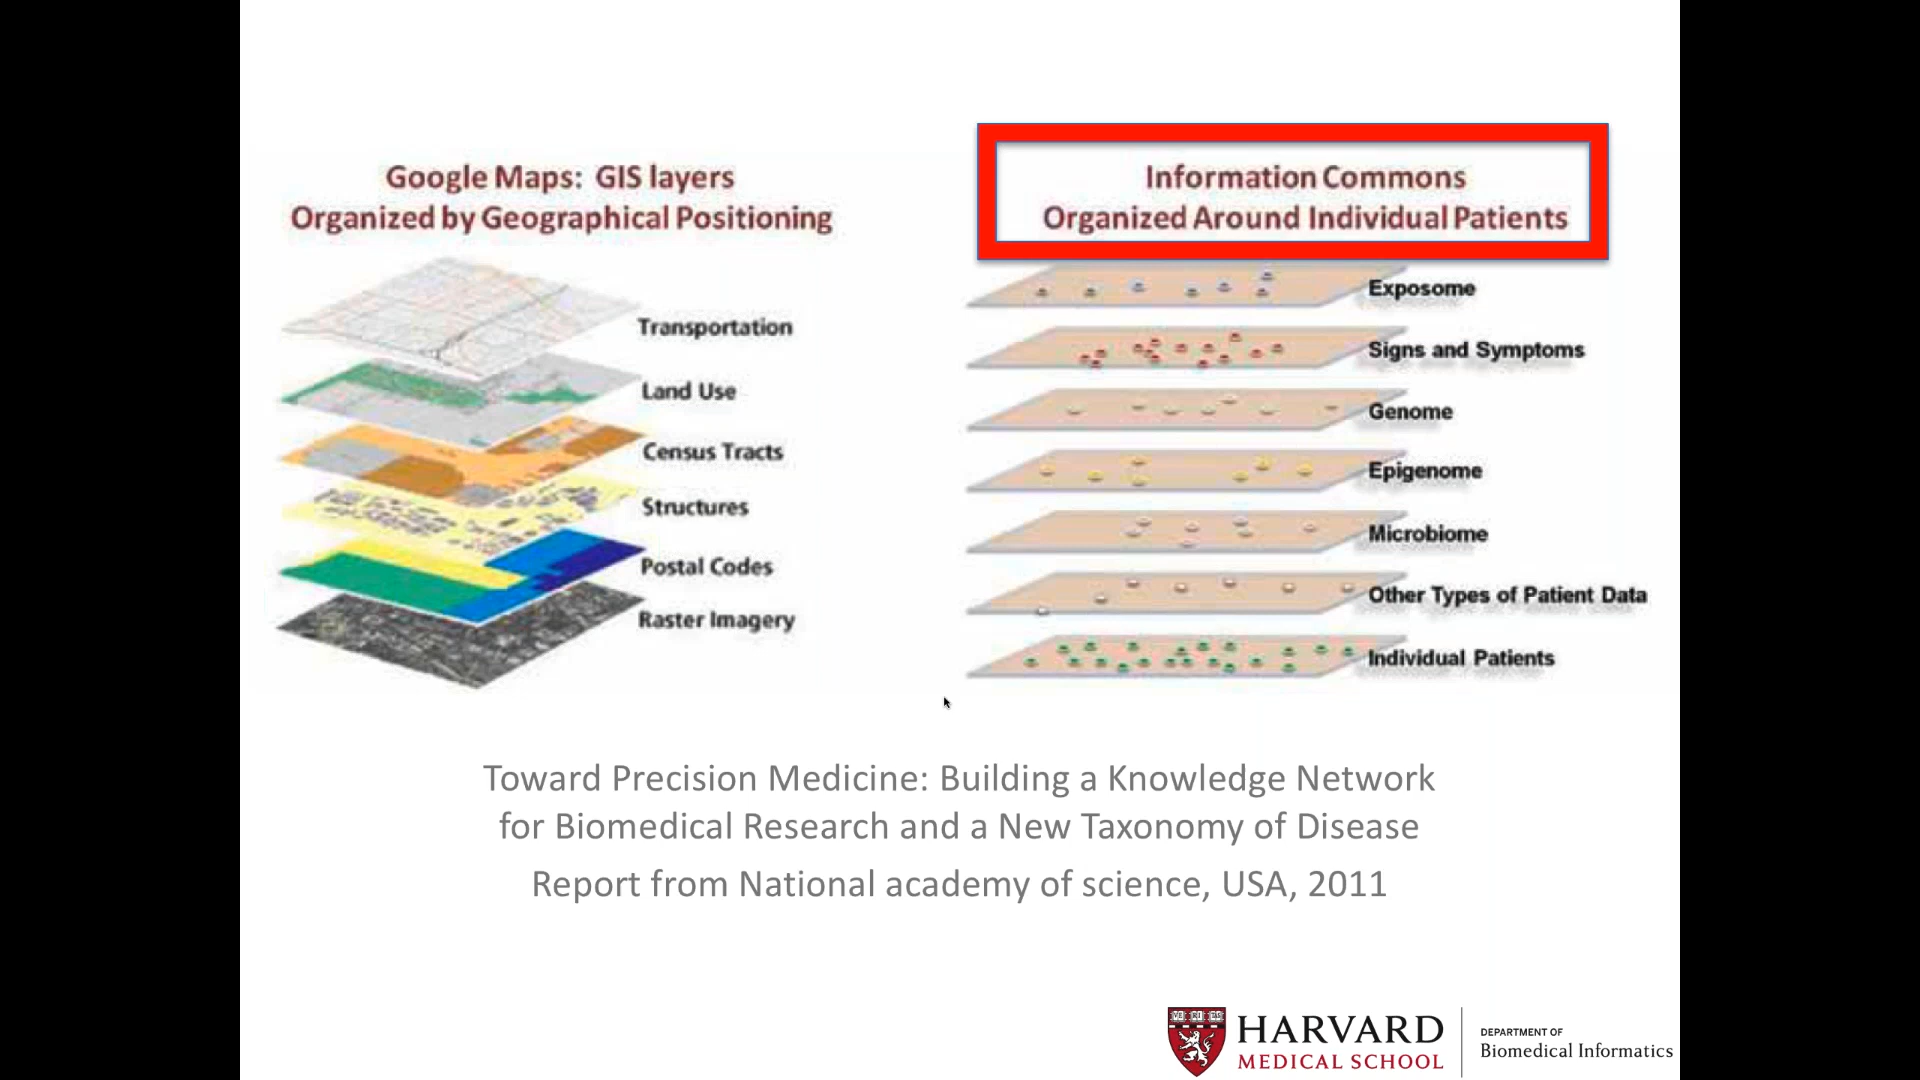 Google Maps: GIS layers
Organized by Geographical Positioning
Transportation
Land Use
Census Tracts
Structures
Postal Codes
Raster Imagery
Information Commons
Organized Around Individual Patients
Exposome
Signs and Symptoms
Genome
Epigenome
Microbiome
Other Types of Patient Data
Individual Patients
Toward Precision Medicine: Building a Knowledge Network
for Biomedical Research and a New Taxonomy of Disease
Report from National academy of science, USA, 2011
VE RI TAS
HARVARD
MEDICAL SCHOOL
DEPARTMENT OF
Biomedical Informatics